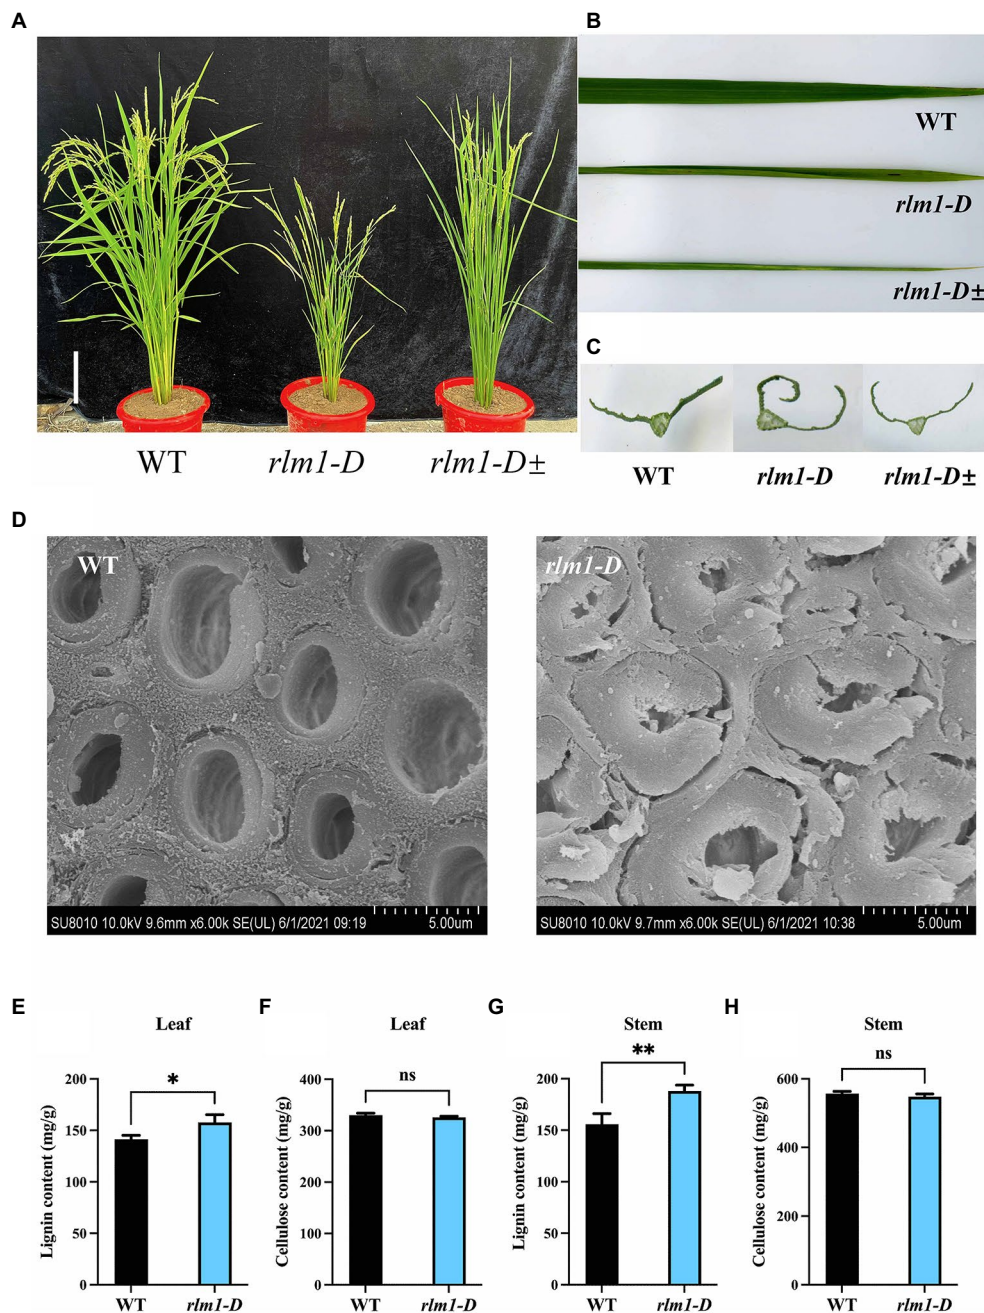 A
B
WT
rlm1-D
rlm1-D±
WT rlm1-D rlm1-D±
C
WT rlm1-D rlm1-D±
D
WT
rlm1-D
SU8010 10.0kV 9.6mm x6.00k SE(UL) 6/1/2021 09:19 5.00um
SU8010 10.0kV 9.7mm x6.00k SE(UL) 6/1/2021 10:38 5.00um
E
Leaf
*
Lignin content (mg/g)
200
150
100
50
0
WT rlm1-D
F
Leaf
ns
Cellulose content (mg/g)
400
300
200
100
0
WT rlm1-D
G
Stem
**
Lignin content (mg/g)
200
150
100
50
0
WT rlm1-D
H
Stem
ns
Cellulose content (mg/g)
600
400
200
0
WT rlm1-D